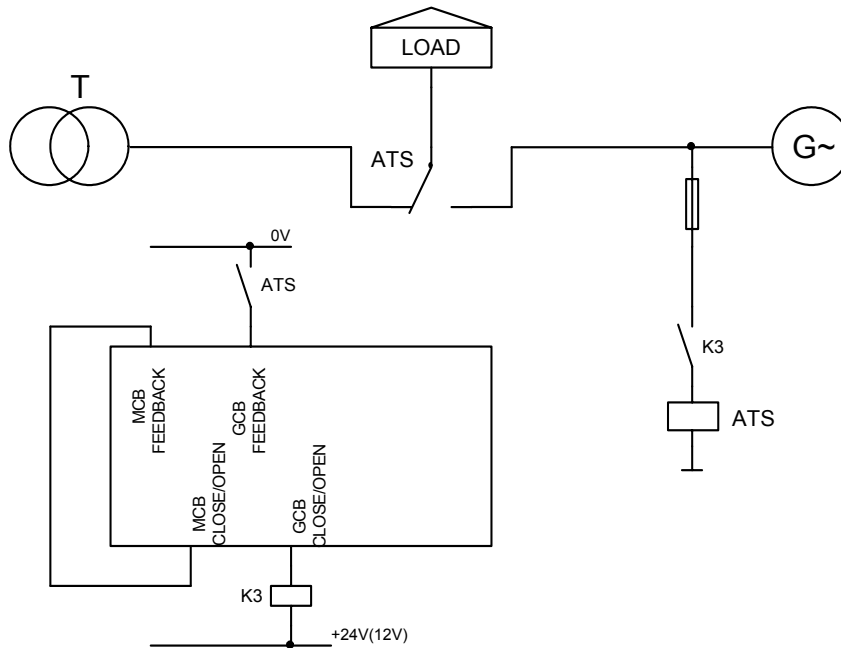 LOAD
T
ATS
G~
0V
ATS
K3
ATS
MCB
FEEDBACK
GCB
FEEDBACK
MCB
CLOSE/OPEN
GCB
CLOSE/OPEN
K3
+24V(12V)